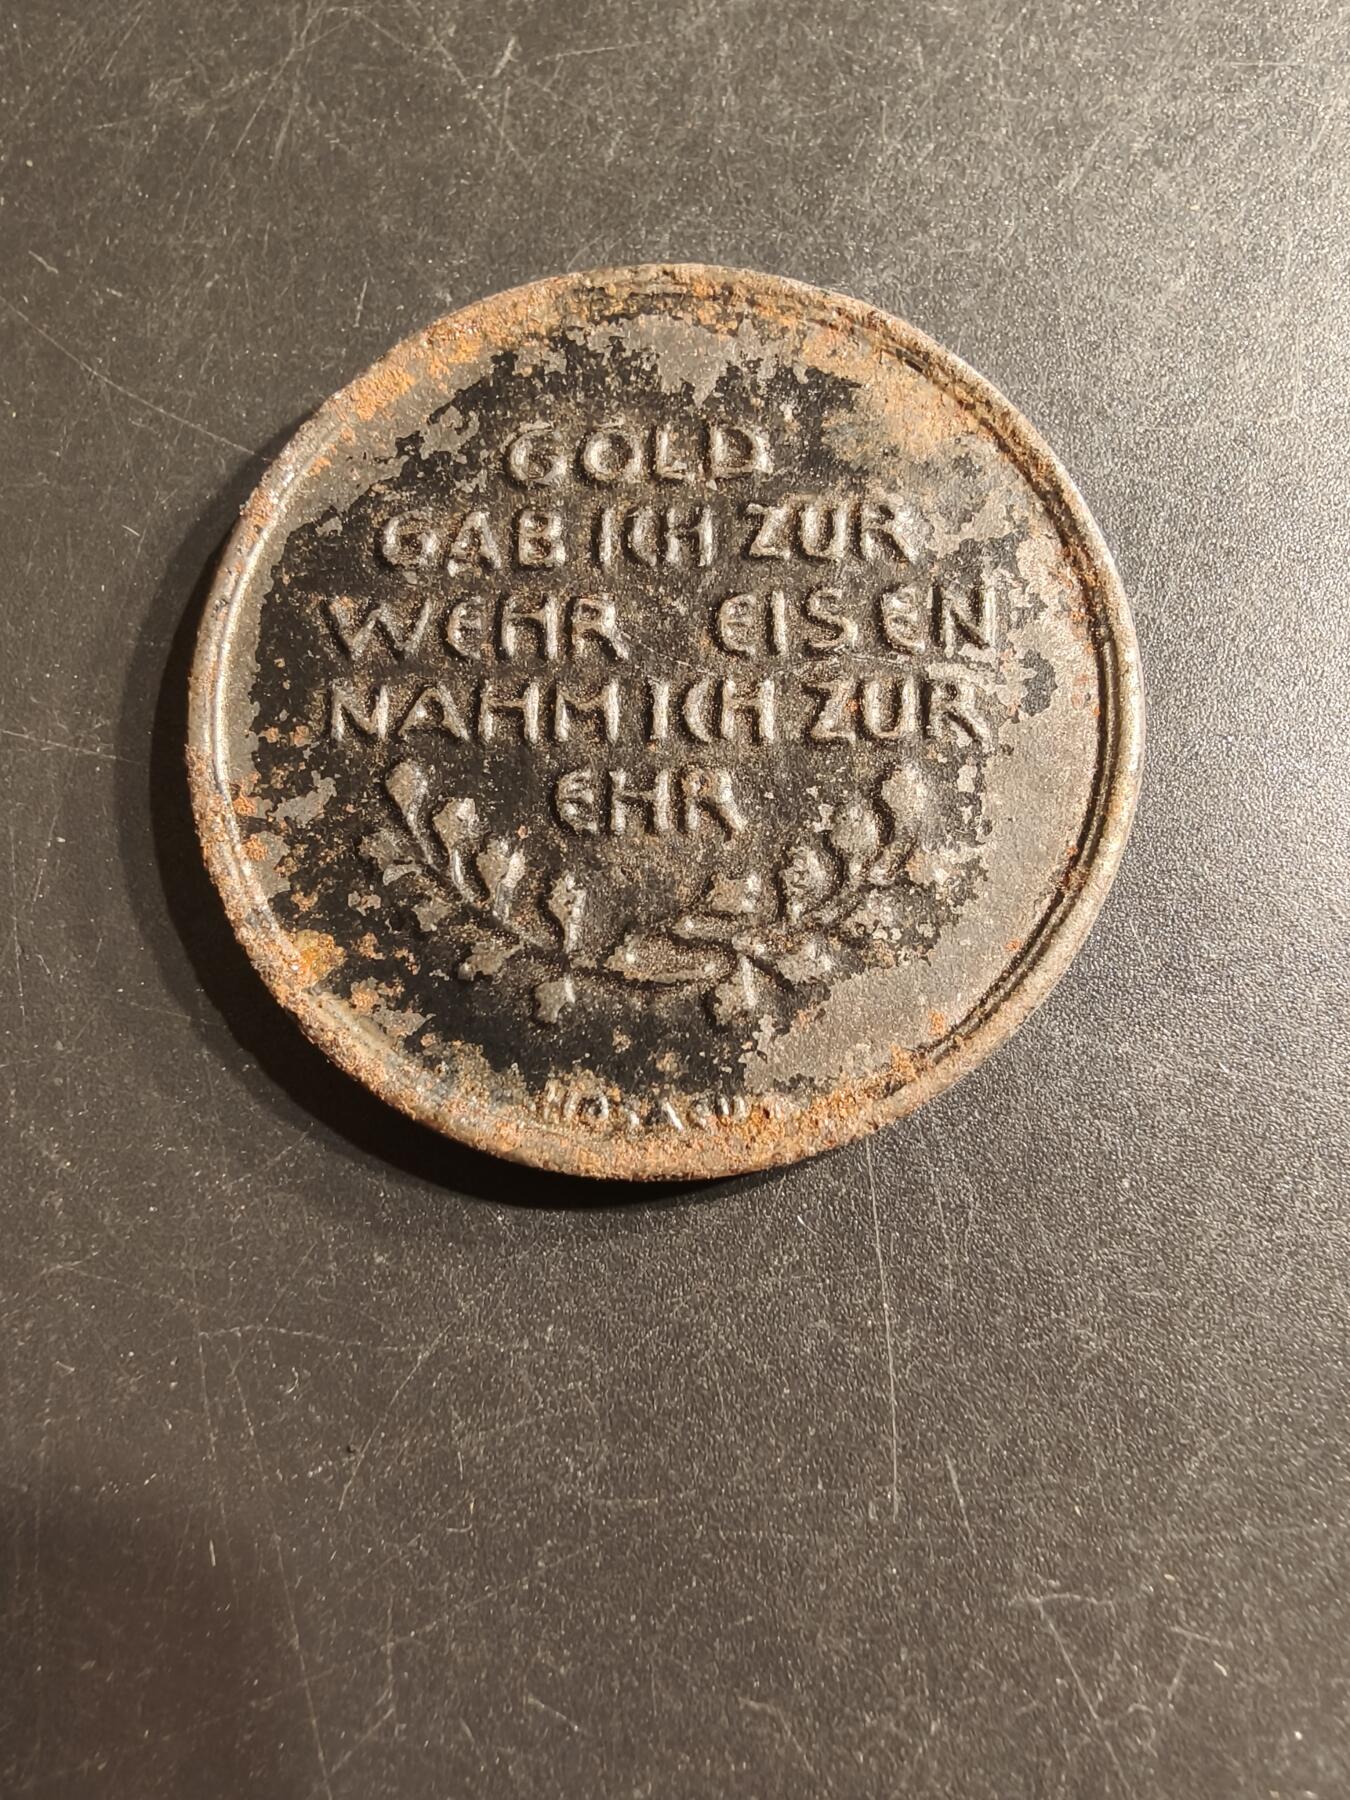 GOLD
GAB ICH ZUR
WEHR EISEN
NAHM ICH ZUR
EHR